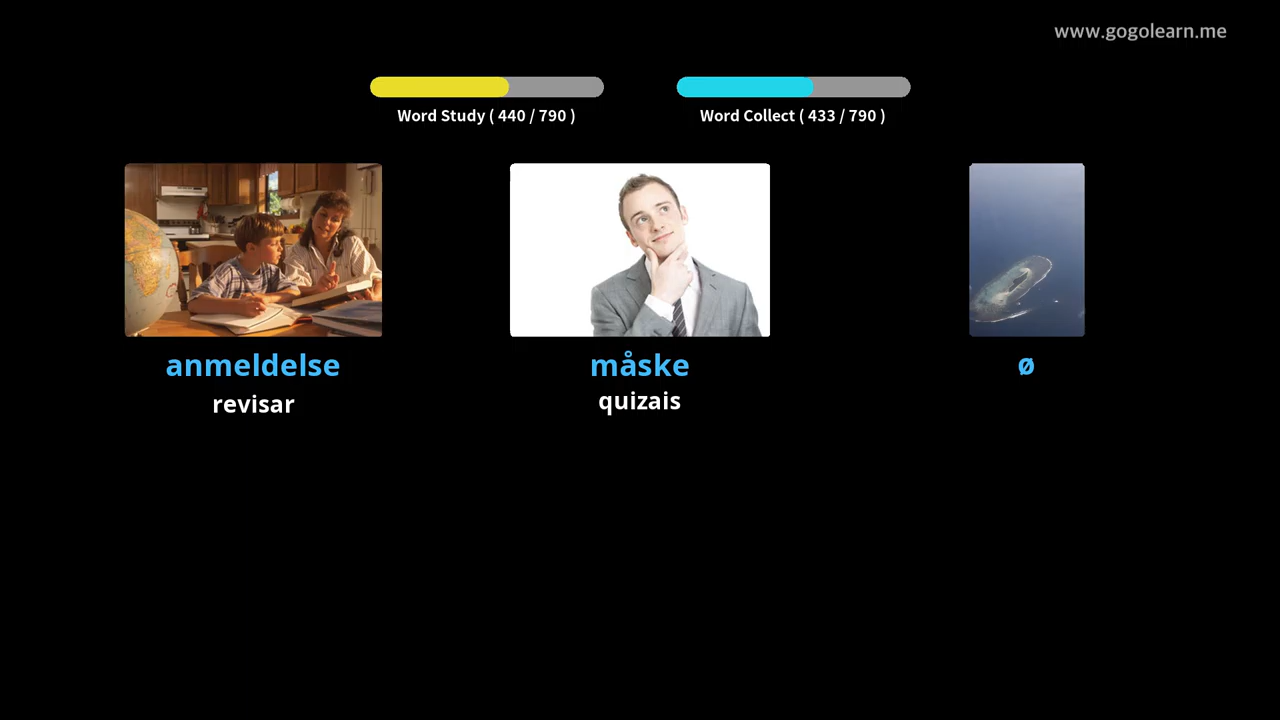 www.gogolearn.me
Word Study ( 440 / 790 )
Word Collect ( 433 / 790 )
anmeldelse
revisar
måske
quizais
ø